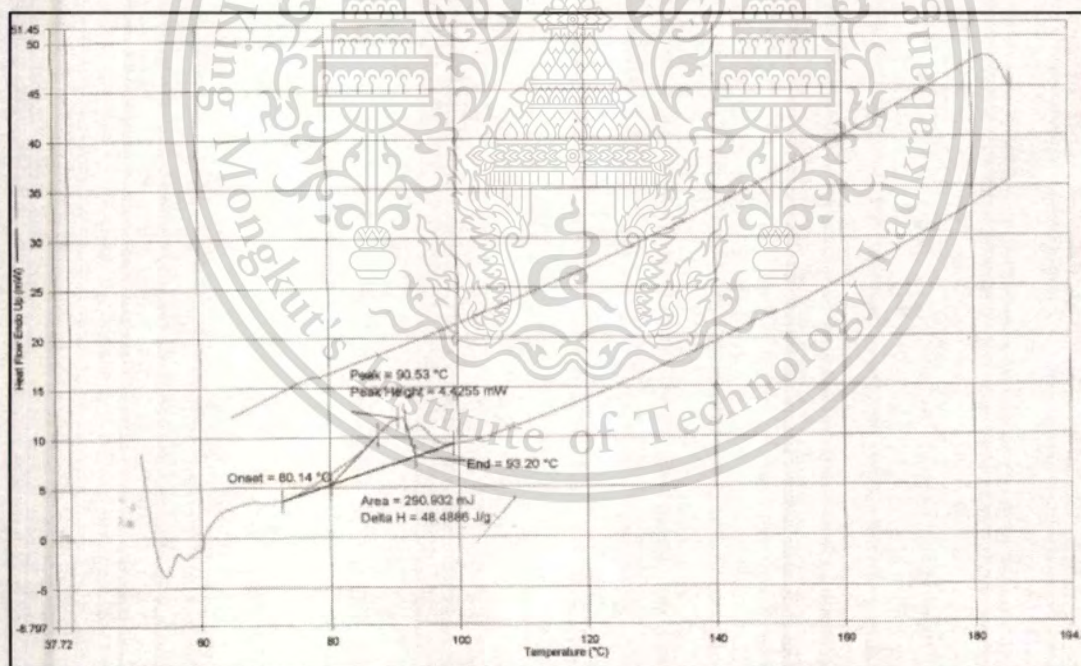 51.45
50
45
40
35
30
25
20
15
10
5
0
-5
-8.797
Heat Flow Endo Up (mW)
37.72
60
80
100
120
140
160
180
Temperature (°C)
Peak = 90.53 °C
Peak Height = 4.4255 mW
Onset = 80.14 °C
End = 93.20 °C
Area = 290.932 mJ
Delta H = 48.4886 J/g
King Mongkut's Institute of Technology Ladkrabang